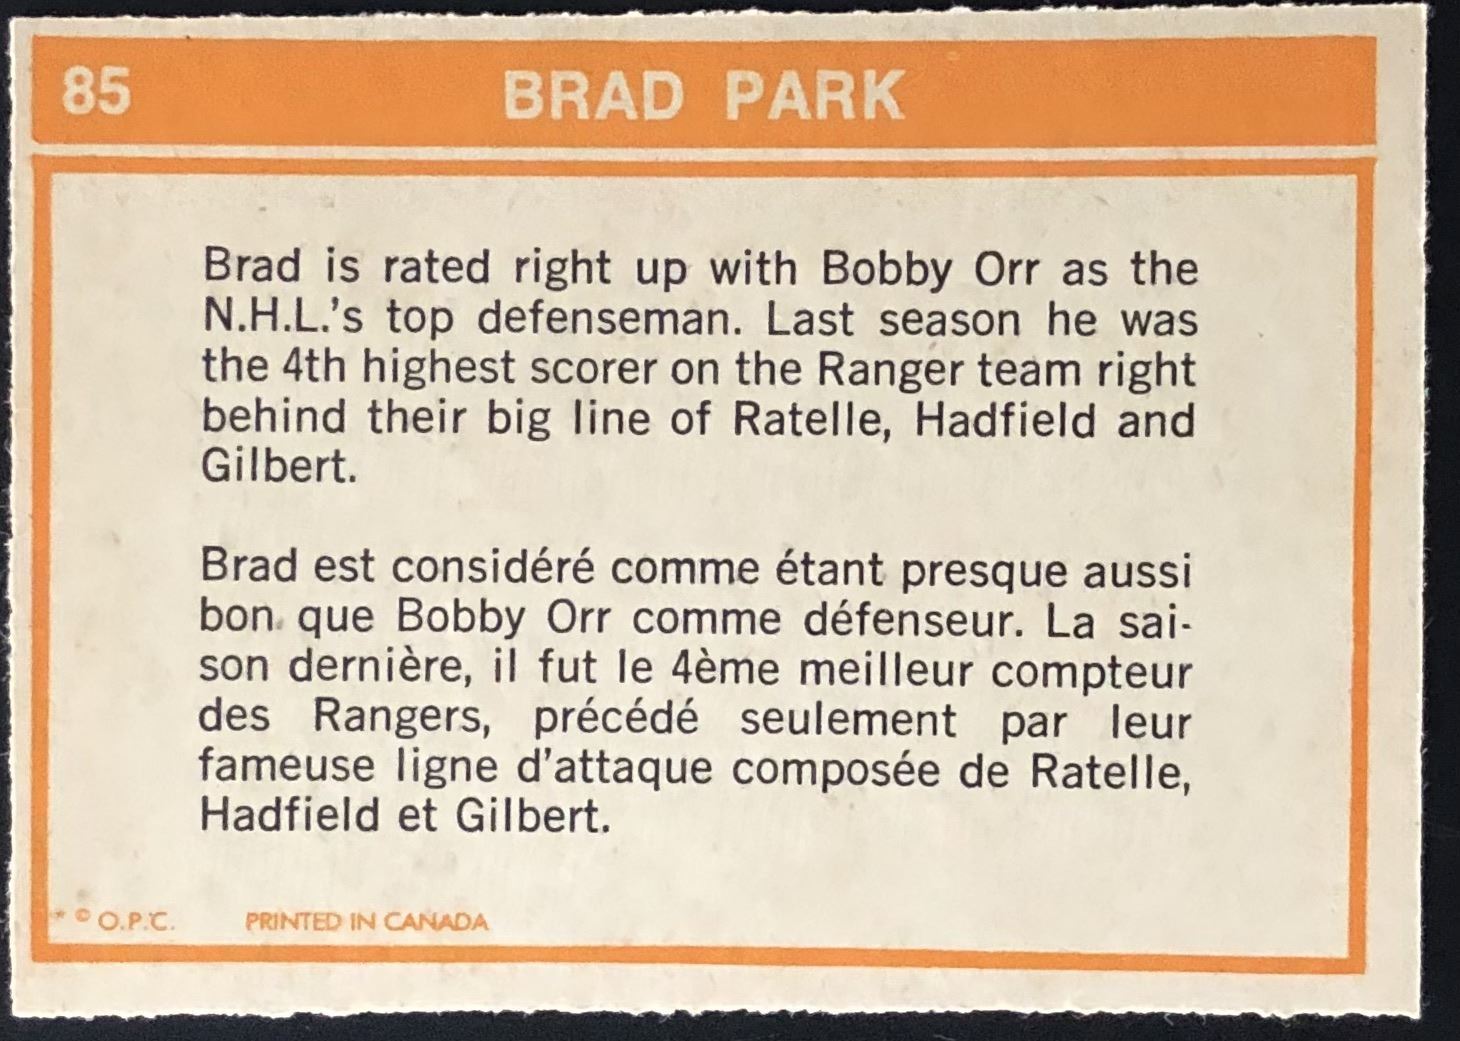 85 BRAD PARK
Brad is rated right up with Bobby Orr as the
N.H.L.'s top defenseman. Last season he was
the 4th highest scorer on the Ranger team right
behind their big line of Ratelle, Hadfield and
Gilbert.
Brad est considéré comme étant presque aussi
bon que Bobby Orr comme défenseur. La sai-
son dernière, il fut le 4ème meilleur compteur
des Rangers, précédé seulement par leur
fameuse ligne d'attaque composée de Ratelle,
Hadfield et Gilbert.
* © O.P.C. PRINTED IN CANADA